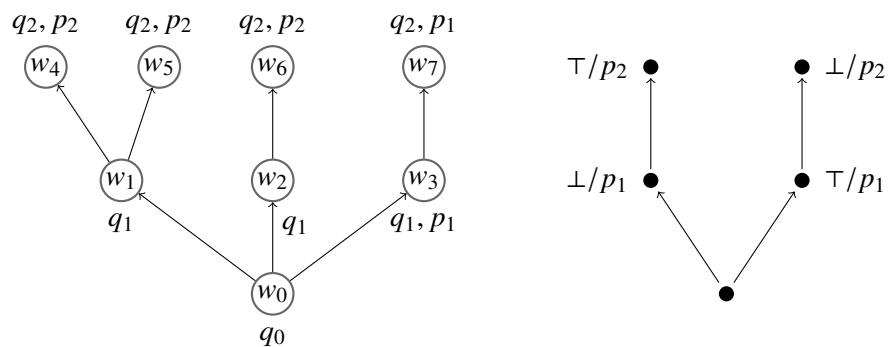 q₂, p₂ q₂, p₂ q₂, p₂ q₂, p₁
w₄ w₅ w₆ w₇
w₁ w₂ w₃
q₁ q₁ q₁, p₁
w₀
q₀
⊤/p₂ ⊥/p₂
⊥/p₁ ⊤/p₁